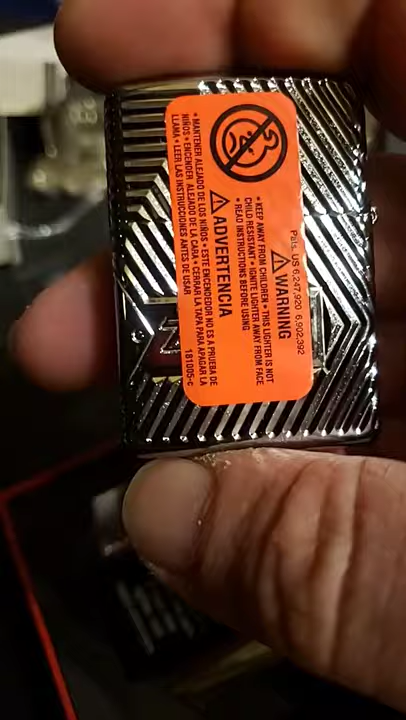 Pats. US 6,247,920 6,902,392
⚠ WARNING
• KEEP AWAY FROM CHILDREN • THIS LIGHTER IS NOT
CHILD RESISTANT • IGNITE LIGHTER AWAY FROM FACE
• READ INSTRUCTIONS BEFORE USING
⚠ ADVERTENCIA
• MANTENER ALEJADO DE LOS NIÑOS • ESTE ENCENDEDOR NO ES A PRUEBA DE
NIÑOS • ENCENDER ALEJADO DE LA CARA • CERRAR LA TAPA PARA APAGAR LA
LLAMA • LEER LAS INSTRUCCIONES ANTES DE USAR
181005-c
Z